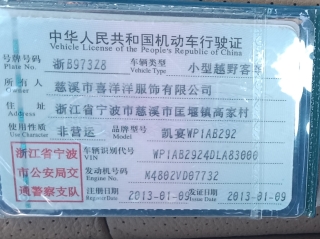 中华人民共和国机动车行驶证
Vehicle License of the People's Republic of China
号牌号码 浙B973Z8 车辆类型 小型越野客车
Plate No. Vehicle Type
所有人 慈溪市喜洋洋服饰有限公司
Owner
住址 浙江省宁波市慈溪市匡堰镇高家村
Address
使用性质 非营运 品牌型号 凯宴WP1AB292
Use Character Model
浙江省宁波
市公安局交
通警察支队
车辆识别代号 WP1AB2924DLA83000
VIN
发动机号码 M4802VD07732
Engine No.
注册日期 2013-01-09 发证日期 2013-01-09
Register Date Issue Date